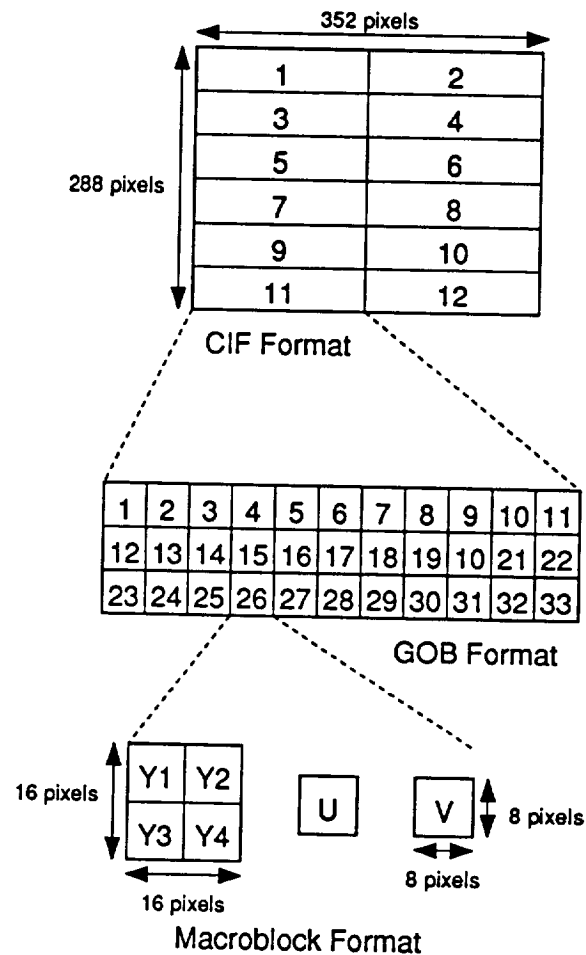 352 pixels
1 2
3 4
288 pixels
5 6
7 8
9 10
11 12
CIF Format
1 2 3 4 5 6 7 8 9 10 11
12 13 14 15 16 17 18 19 10 21 22
23 24 25 26 27 28 29 30 31 32 33
GOB Format
16 pixels
Y1 Y2
U
V
8 pixels
Y3 Y4
8 pixels
16 pixels
Macroblock Format